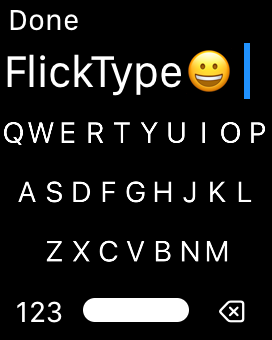 Done
FlickType😀
Q W E R T Y U I O P
A S D F G H J K L
Z X C V B N M
123